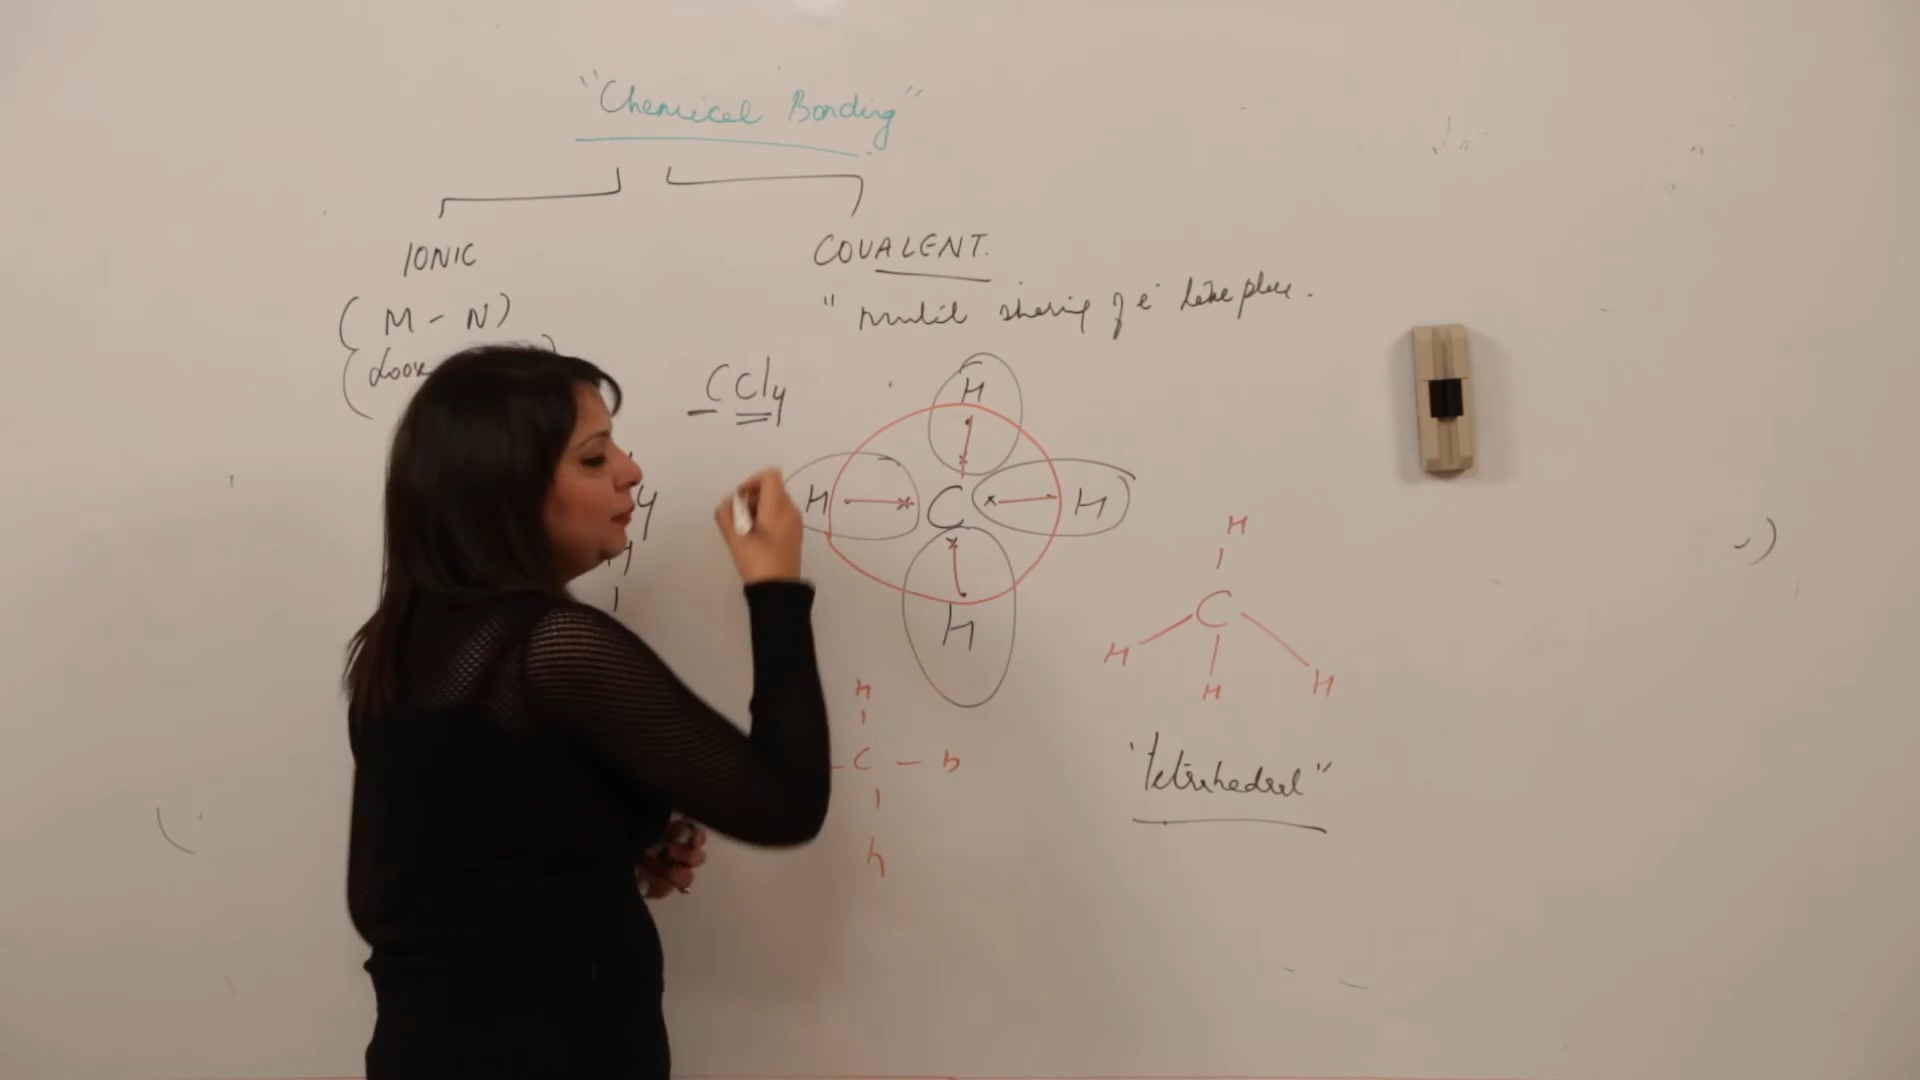 "Chemical Bonding"
IONIC
COVALENT.
(M - N)
" mutual sharing of e⁻ take place.
CCl4
H
H C H
H
H
C
H H H
H
C - H
H
"Tetrahedral"